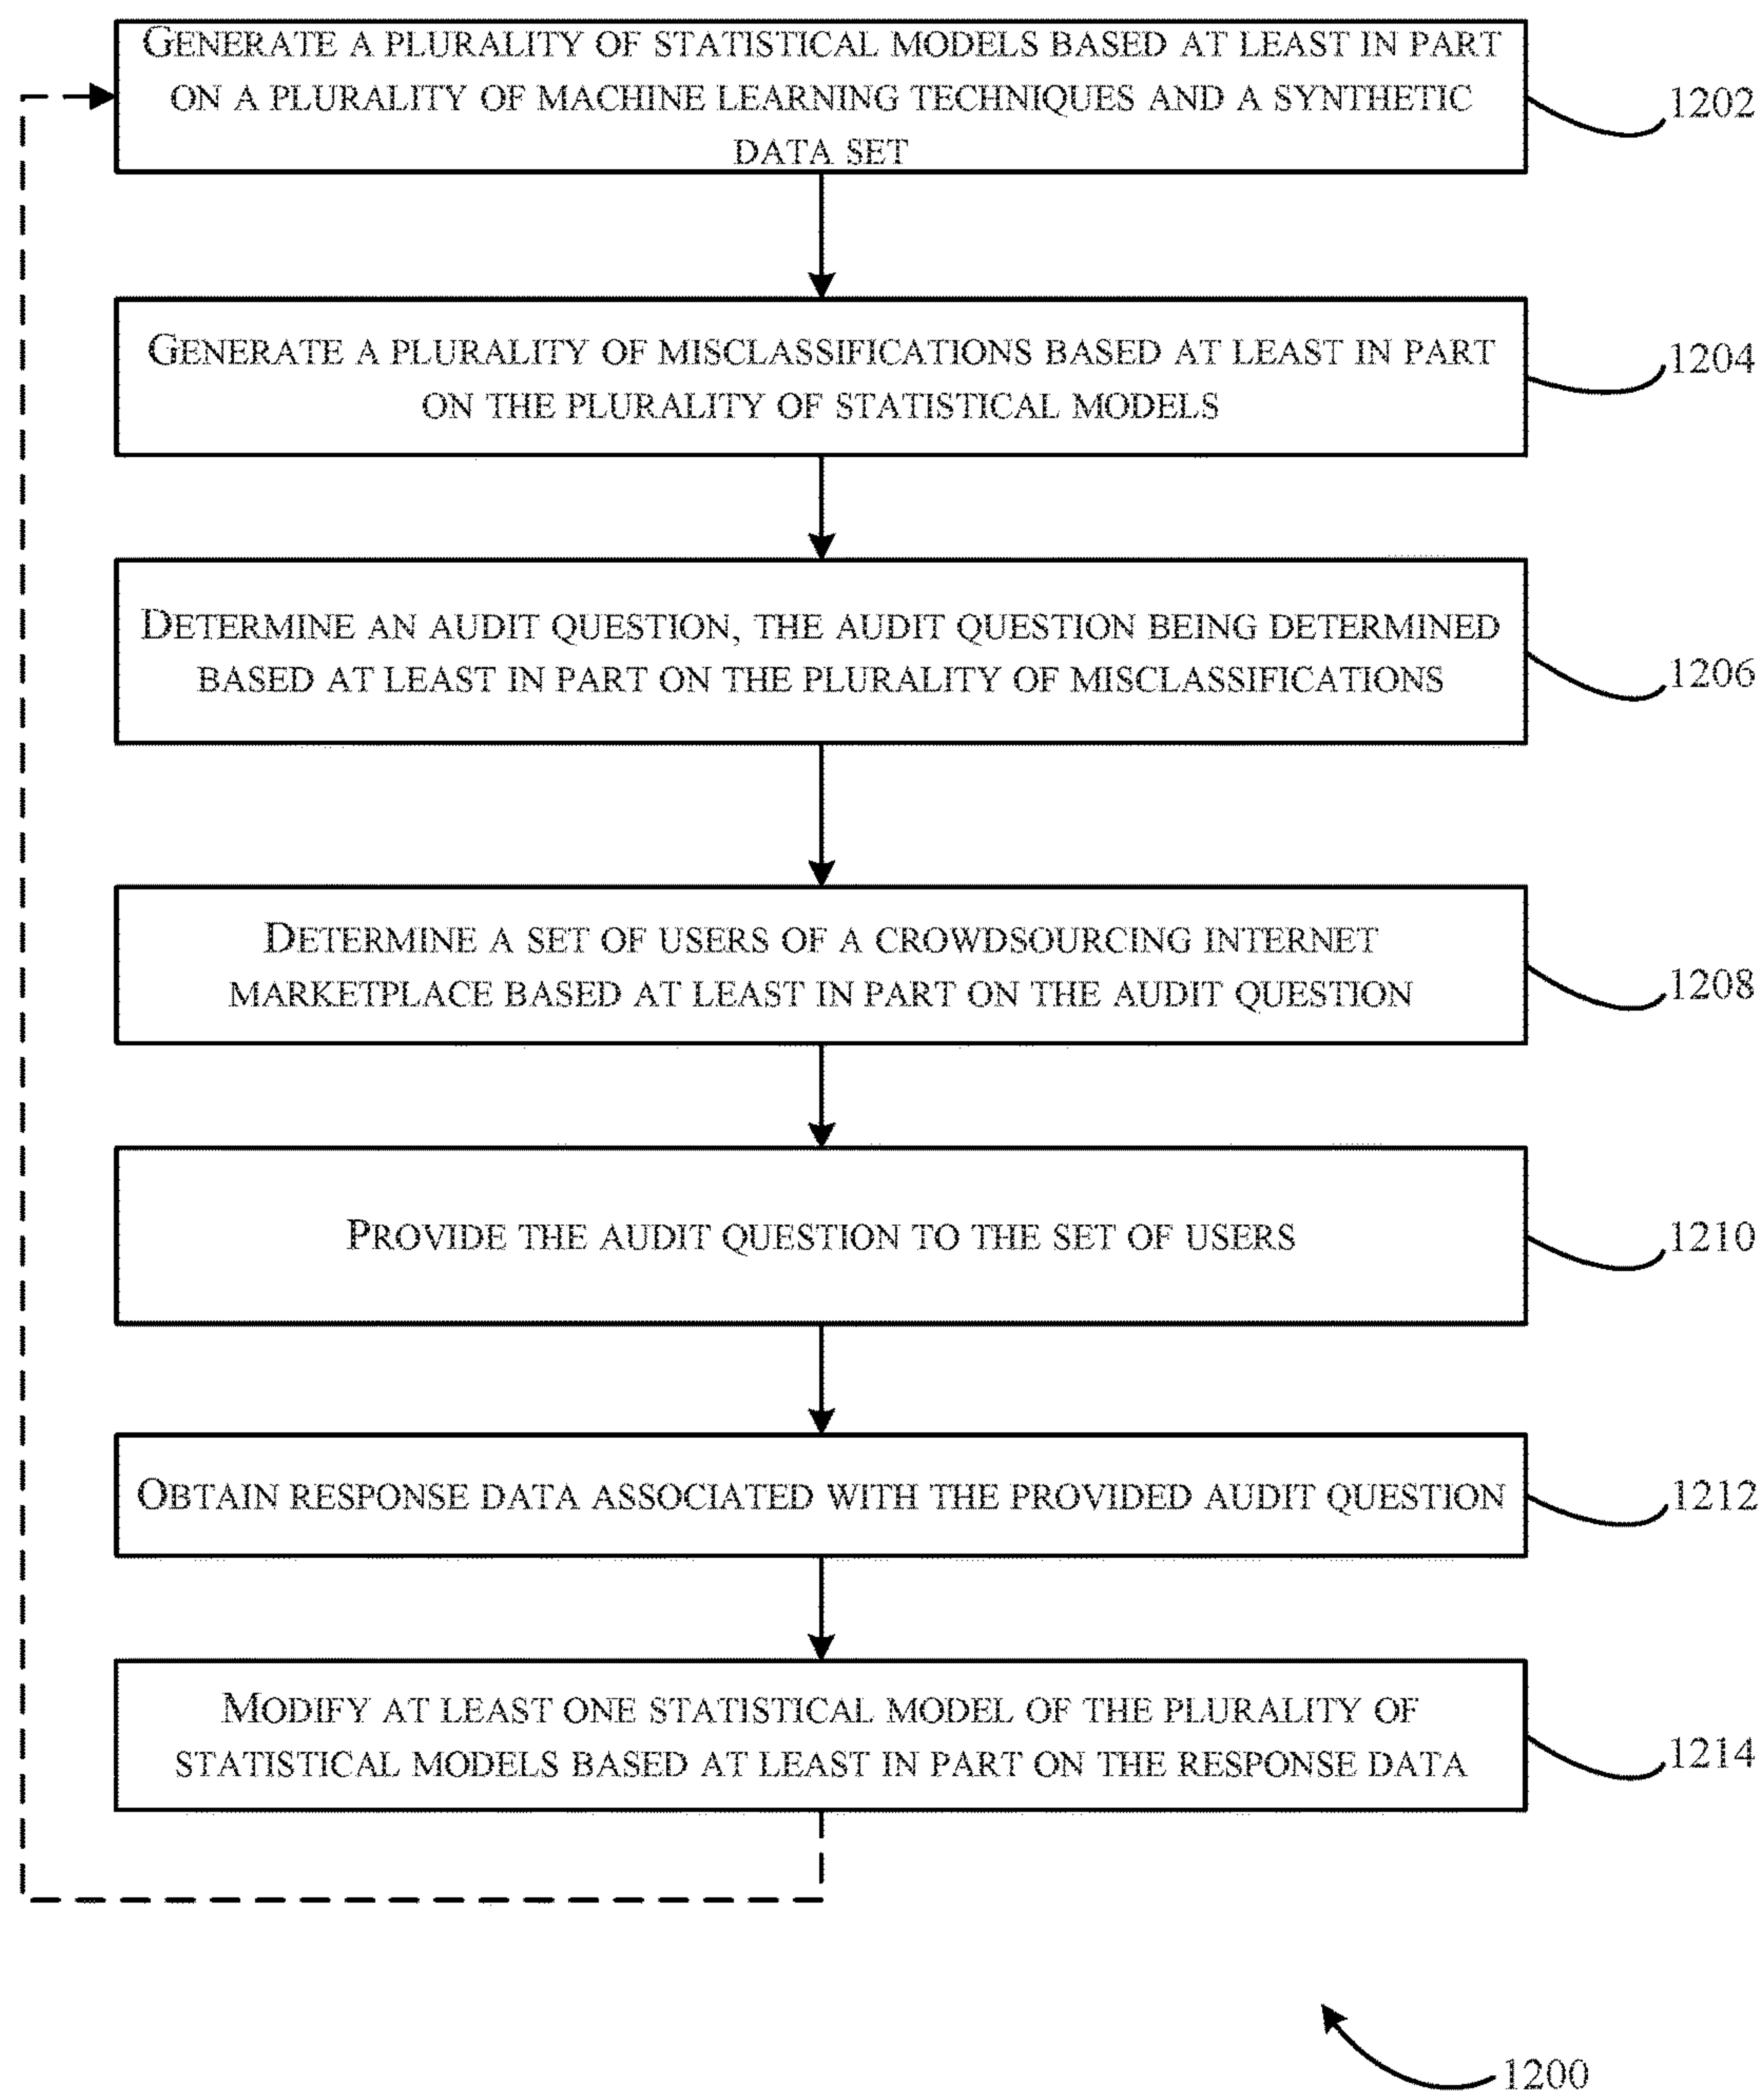 GENERATE A PLURALITY OF STATISTICAL MODELS BASED AT LEAST IN PART
ON A PLURALITY OF MACHINE LEARNING TECHNIQUES AND A SYNTHETIC
DATA SET
1202
GENERATE A PLURALITY OF MISCLASSIFICATIONS BASED AT LEAST IN PART
ON THE PLURALITY OF STATISTICAL MODELS
1204
DETERMINE AN AUDIT QUESTION, THE AUDIT QUESTION BEING DETERMINED
BASED AT LEAST IN PART ON THE PLURALITY OF MISCLASSIFICATIONS
1206
DETERMINE A SET OF USERS OF A CROWDSOURCING INTERNET
MARKETPLACE BASED AT LEAST IN PART ON THE AUDIT QUESTION
1208
PROVIDE THE AUDIT QUESTION TO THE SET OF USERS
1210
OBTAIN RESPONSE DATA ASSOCIATED WITH THE PROVIDED AUDIT QUESTION
1212
MODIFY AT LEAST ONE STATISTICAL MODEL OF THE PLURALITY OF
STATISTICAL MODELS BASED AT LEAST IN PART ON THE RESPONSE DATA
1214
1200